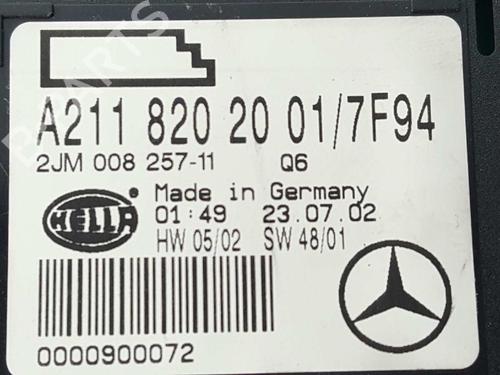 A211 820 20 01/7F94
2JM 008 257-11 Q6
Made in Germany
HELLA
01:49 23.07.02
HW 05/02 SW 48/01
0000900072